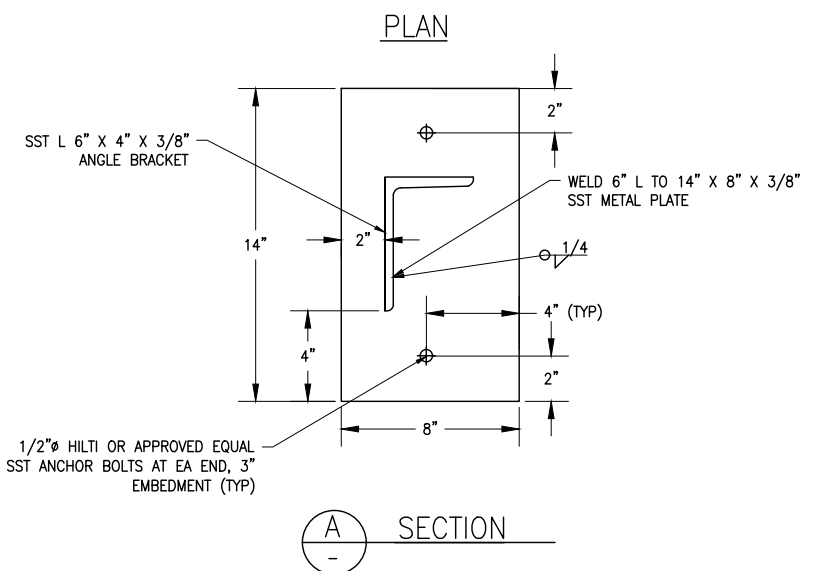 PLAN
2”
SST L 6” X 4” X 3/8”
ANGLE BRACKET
WELD 6” L TO 14” X 8” X 3/8”
SST METAL PLATE
14”
2”
1/4
4” (TYP)
4”
2”
8”
1/2”ø HILTI OR APPROVED EQUAL
SST ANCHOR BOLTS AT EA END, 3”
EMBEDMENT (TYP)
A
-
SECTION